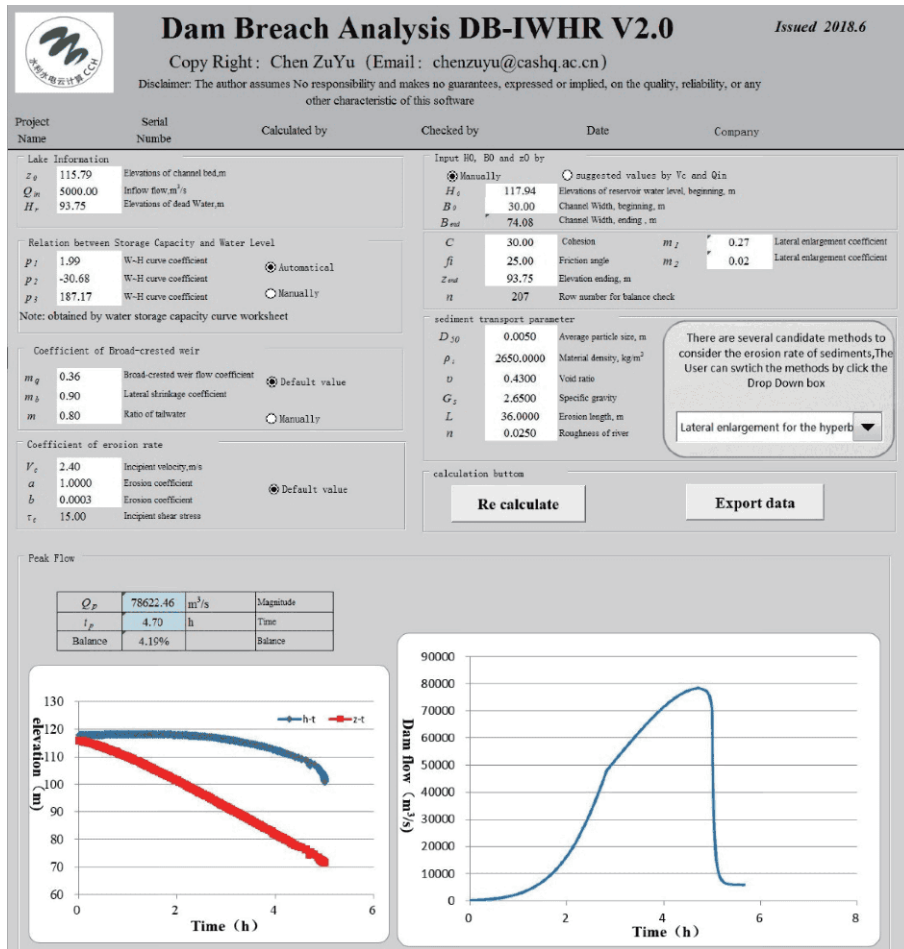 Dam Breach Analysis DB-IWHR V2.0
Issued 2018.6
Copy Right: Chen ZuYu (Email: chenzuyu@cashq.ac.cn)
Disclaimer: The author assumes No responsibility and makes no guarantees, expressed or implied, on the quality, reliability, or any
other characteristic of this software
水利水电云计算CCH
Project Name
Serial Numbe
Calculated by
Checked by
Date
Company
Lake Information
z0 115.79 Elevations of channel bed,m
Qin 5000.00 Inflow flow,m³/s
Hr 93.75 Elevations of dead Water,m
Relation between Storage Capacity and Water Level
p1 1.99 W-H curve coefficient
p2 -30.68 W-H curve coefficient
p3 187.17 W-H curve coefficient
Automatical
Manually
Note: obtained by water storage capacity curve worksheet
Coefficient of Broad-crested weir
mq 0.36 Broad-crested weir flow coefficient
mb 0.90 Lateral shrinkage coefficient
m 0.80 Ratio of tailwater
Default value
Manually
Coefficient of erosion rate
Vc 2.40 Incipient velocity,m/s
a 1.0000 Erosion coefficient
b 0.0003 Erosion coefficient
τc 15.00 Incipient shear stress
Default value
Input H0, B0 and z0 by
Manually
suggested values by Vc and Qin
H0 117.94 Elevations of reservoir water level, beginning, m
B0 30.00 Channel Width, beginning, m
Bend 74.08 Channel Width, ending , m
C 30.00 Cohesion m1 0.27 Lateral enlargement coefficient
fi 25.00 Friction angle m2 0.02 Lateral enlargement coefficient
zend 93.75 Elevation ending, m
n 207 Row number for balance check
sediment transport parameter
D50 0.0050 Average particle size, m
2650.0000 Material density, kg/m²
υ 0.4300 Void ratio
Gs 2.6500 Specific gravity
L 36.0000 Erosion length, m
n 0.0250 Roughness of river
There are several candidate methods to
consider the erosion rate of sediments,The
User can swtich the methods by click the
Drop Down box
Lateral enlargement for the hyperb
calculation buttom
Re calculate
Export data
Peak Flow
Qp 78622.46 m³/s Magnitude
tp 4.70 h Time
Balance 4.19% Balance
130
120
110
100
90
80
70
60
elevation (m)
h-t
z-t
0 2 4 6
Time (h)
90000
80000
70000
60000
50000
40000
30000
20000
10000
0
Dam flow (m³/s)
0 2 4 6 8
Time (h)